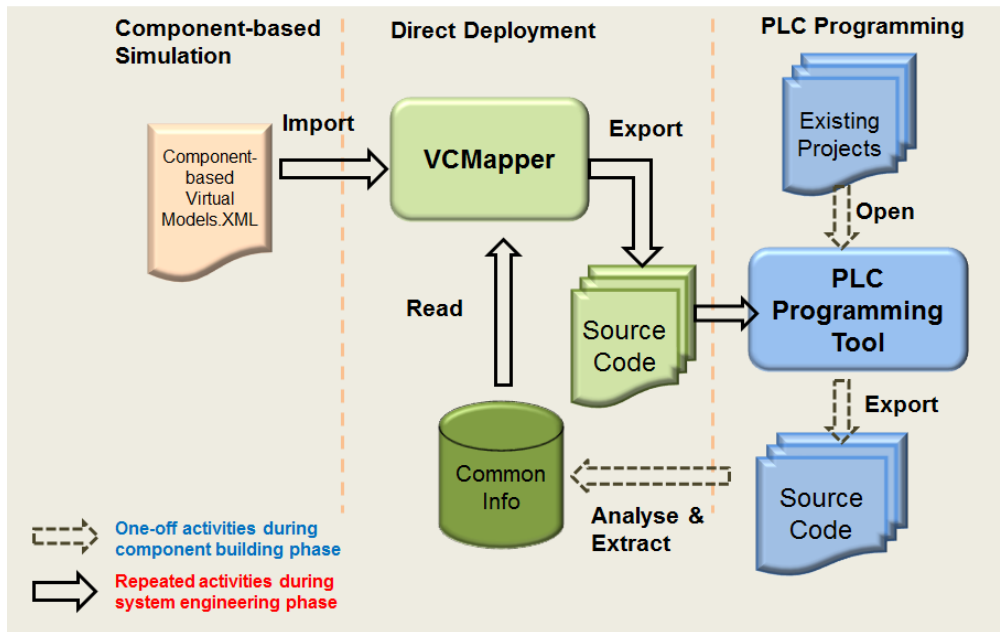 Component-based
Simulation
Direct Deployment
PLC Programming
Component-
based
Virtual
Models.XML
Import
VCMapper
Export
Existing
Projects
Open
Read
Source
Code
PLC
Programming
Tool
Export
Common
Info
Analyse &
Extract
Source
Code
One-off activities during
component building phase
Repeated activities during
system engineering phase